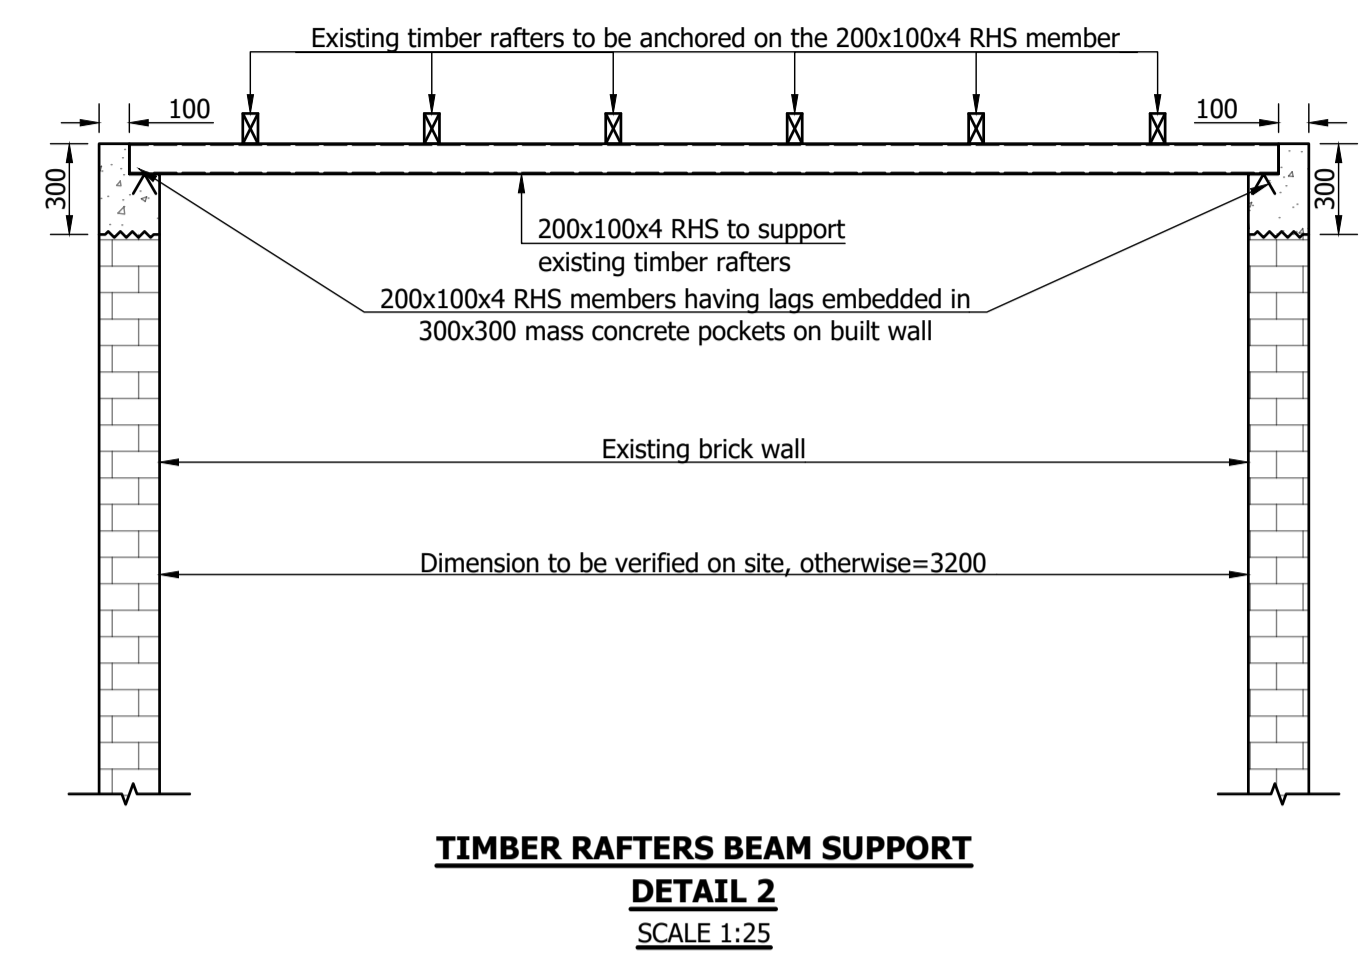 Existing timber rafters to be anchored on the 200x100x4 RHS member
100
100
300
300
200x100x4 RHS to support
existing timber rafters
200x100x4 RHS members having lags embedded in
300x300 mass concrete pockets on built wall
Existing brick wall
Dimension to be verified on site, otherwise=3200
TIMBER RAFTERS BEAM SUPPORT
DETAIL 2
SCALE 1:25